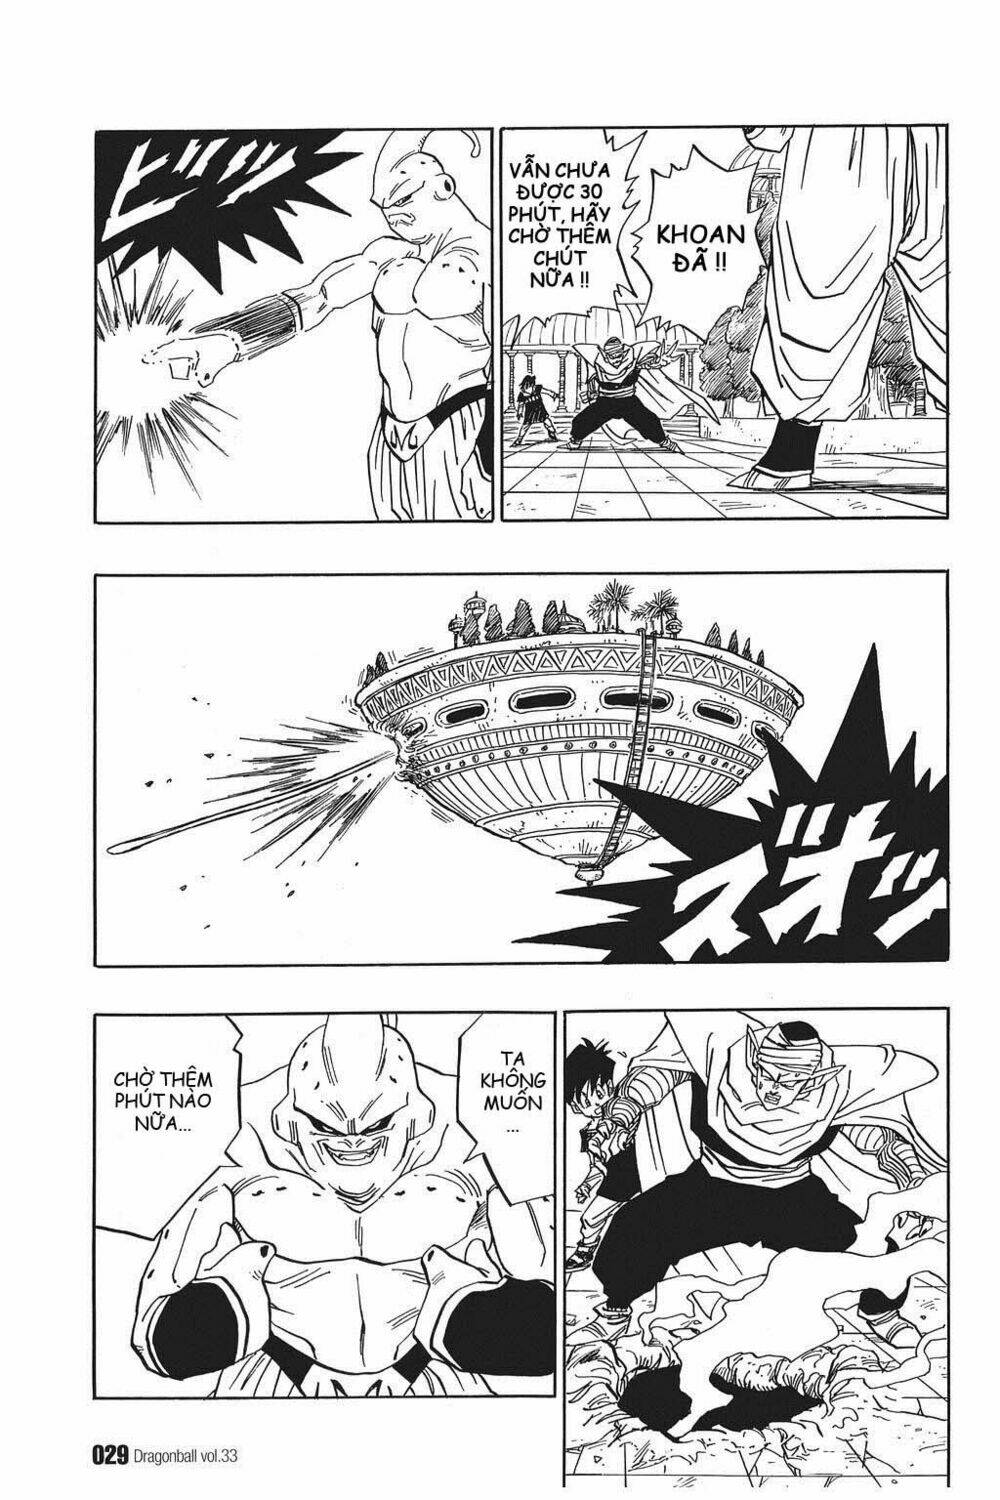 KHOAN
ĐÃ !!
VẪN CHƯA
ĐƯỢC 30
PHÚT, HÃY
CHỜ THÊM
CHÚT
NỮA !!
ビッ
ズオッ
TA
KHÔNG
MUỐN
...
CHỜ THÊM
PHÚT NÀO
NỮA...
M
029 Dragonball vol.33